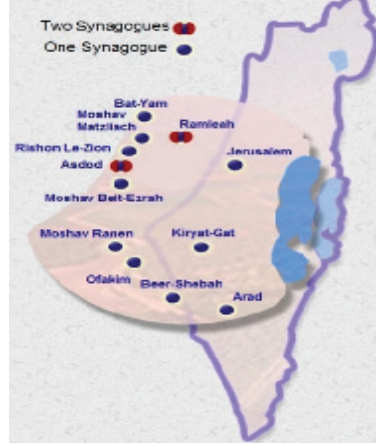 Two Synagogues
One Synagogue
Bat-Yam
Moshav
Matzliach
Ramleah
Rishon Le-Zion
Asdod
Jerusalem
Moshav Beit-Ezrah
Moshav Ranen
Kiryat-Gat
Ofakim
Beer-Shebah
Arad